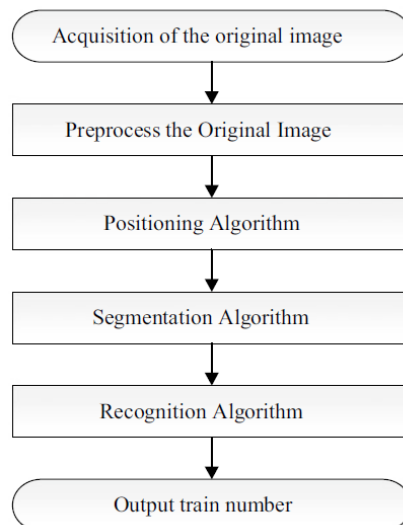 Acquisition of the original image
Preprocess the Original Image
Positioning Algorithm
Segmentation Algorithm
Recognition Algorithm
Output train number